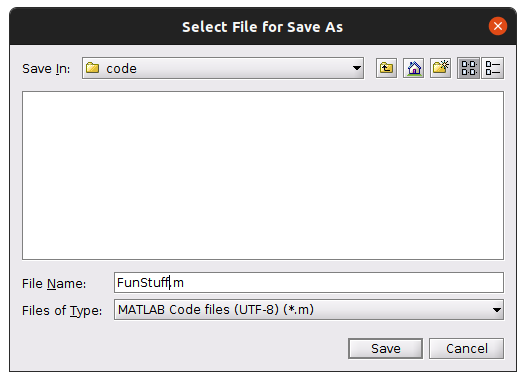 Select File for Save As
Save In: code
File Name: FunStuff.m
Files of Type: MATLAB Code files (UTF-8) (*.m)
Save Cancel